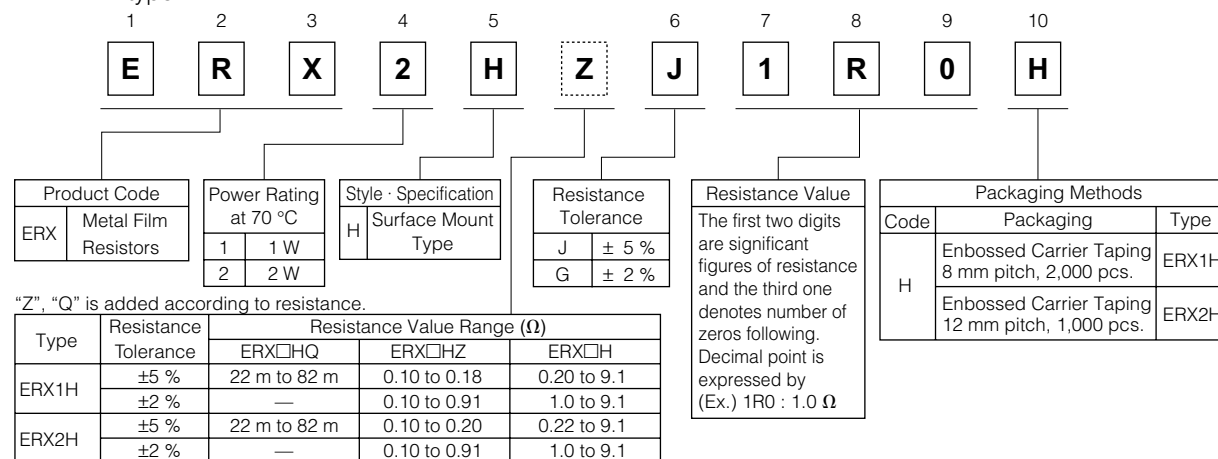 type
1 2 3 4 5 6 7 8 9 10
E R X 2 H Z J 1 R 0 H
Product Code
ERX Metal Film
Resistors
Power Rating
at 70 °C
1 1 W
2 2 W
Style · Specification
H Surface Mount
Type
Resistance
Tolerance
J ± 5 %
G ± 2 %
Resistance Value
The first two digits
are significant
figures of resistance
and the third one
denotes number of
zeros following.
Decimal point is
expressed by
(Ex.) 1R0 : 1.0 Ω
Packaging Methods
Code Packaging Type
H
Enbossed Carrier Taping
8 mm pitch, 2,000 pcs.
ERX1H
Enbossed Carrier Taping
12 mm pitch, 1,000 pcs.
ERX2H
“Z”, “Q” is added according to resistance.
Type Resistance Tolerance Resistance Value Range (Ω)
ERX□HQ ERX□HZ ERX□H
ERX1H ±5 % 22 m to 82 m 0.10 to 0.18 0.20 to 9.1
±2 % — 0.10 to 0.91 1.0 to 9.1
ERX2H ±5 % 22 m to 82 m 0.10 to 0.20 0.22 to 9.1
±2 % — 0.10 to 0.91 1.0 to 9.1